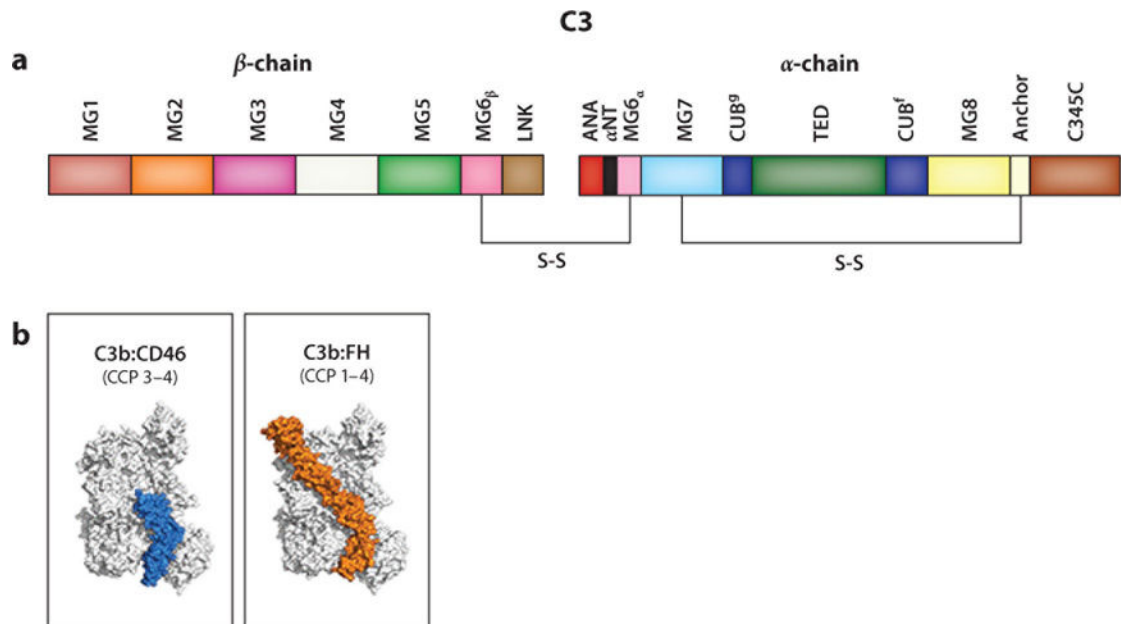 C3
a
β-chain
α-chain
MG1
MG2
MG3
MG4
MG5
MG6β
LNK
ANA
αNT
MG6α
MG7
CUBg
TED
CUBf
MG8
Anchor
C345C
S-S
S-S
b
C3b:CD46
(CCP 3–4)
C3b:FH
(CCP 1–4)